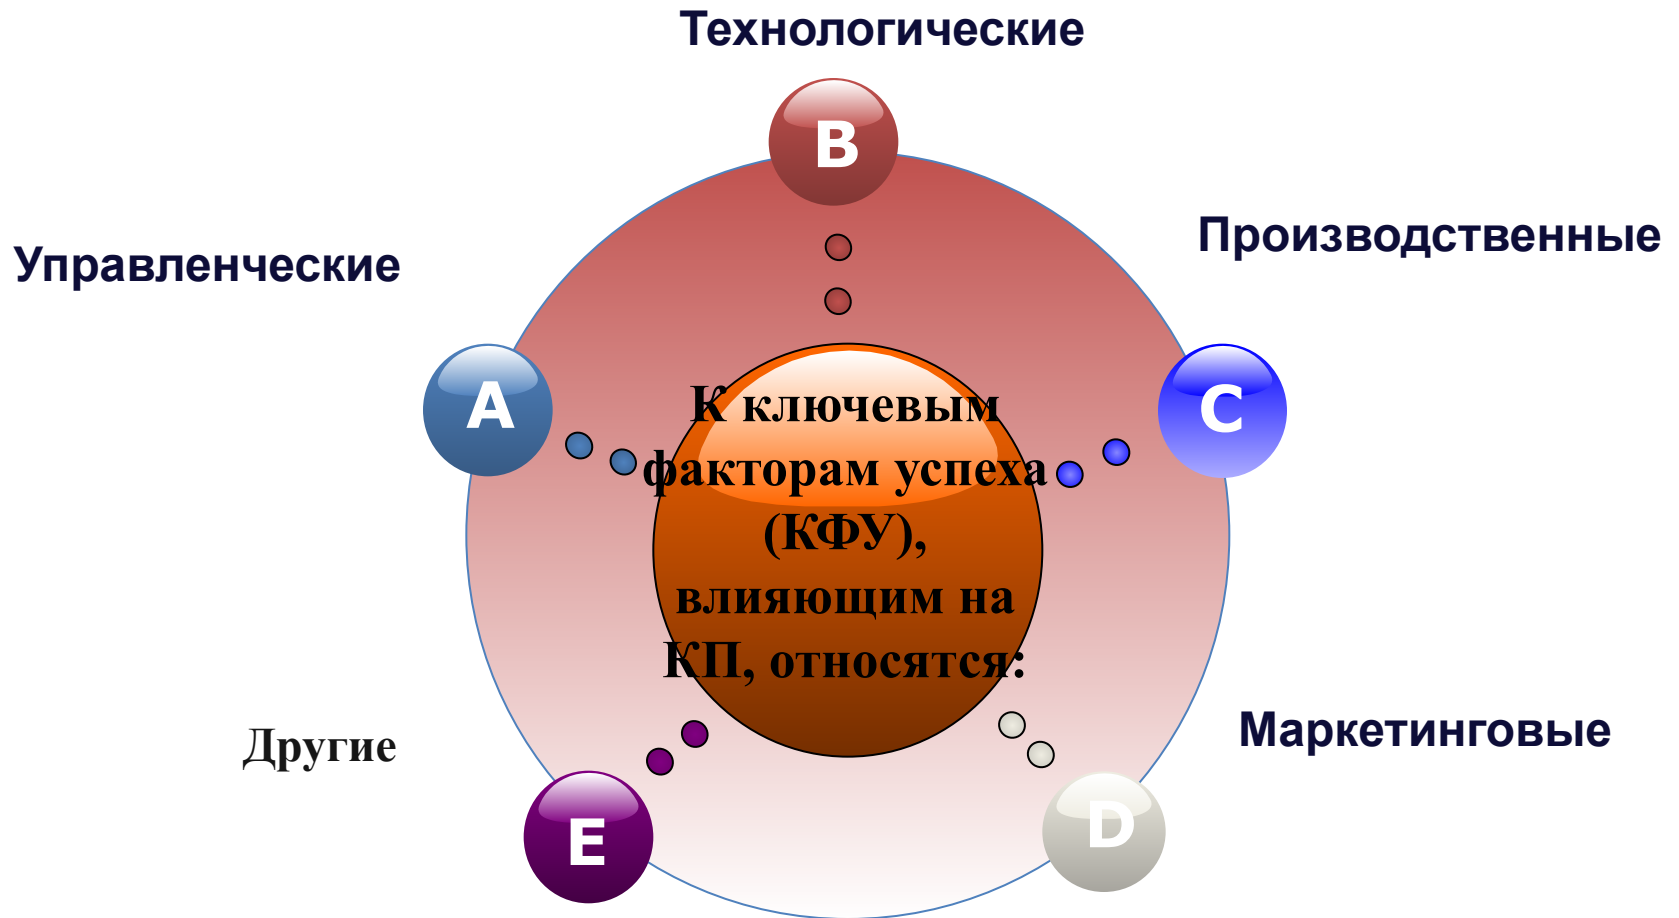 Технологические
B
Производственные
Управленческие
A
C
К ключевым
факторам успеха
(КФУ),
влияющим на
КП, относятся:
Маркетинговые
Другие
D
E